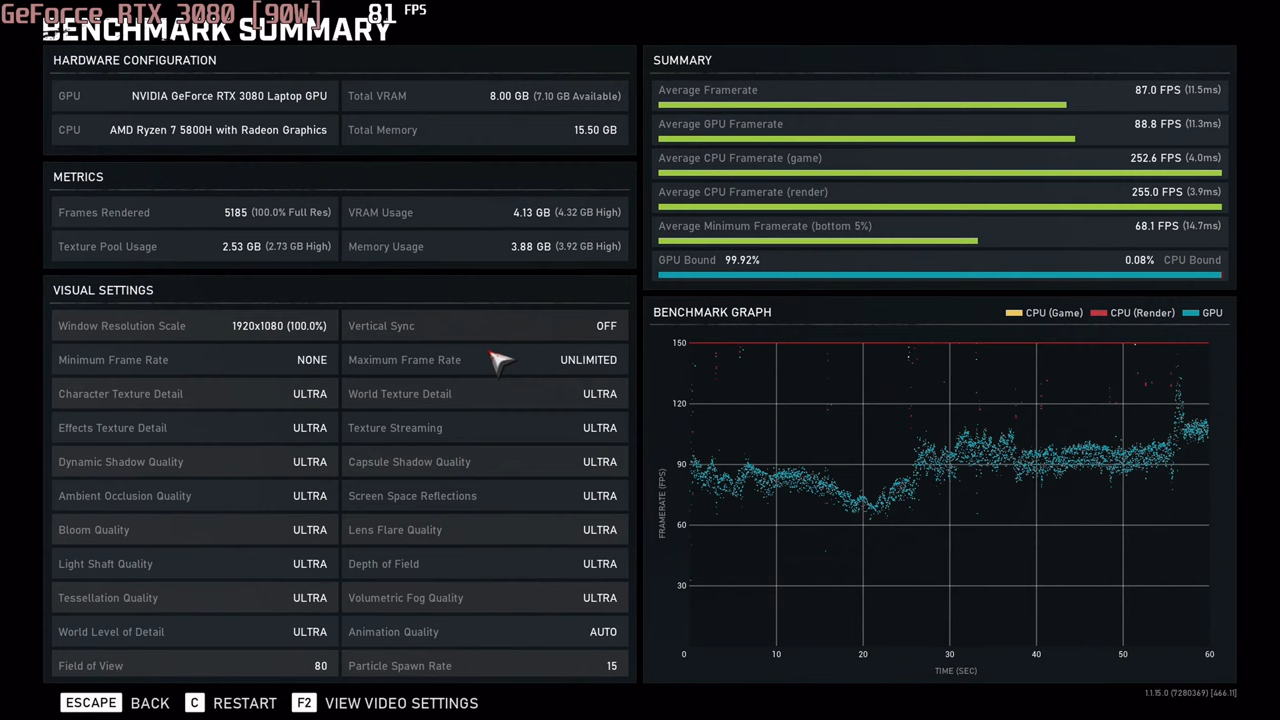 GeForce RTX 3080 [90W] 81 FPS
BENCHMARK SUMMARY
HARDWARE CONFIGURATION
GPU NVIDIA GeForce RTX 3080 Laptop GPU Total VRAM 8.00 GB (7.10 GB Available)
CPU AMD Ryzen 7 5800H with Radeon Graphics Total Memory 15.50 GB
METRICS
Frames Rendered 5185 (100.0% Full Res) VRAM Usage 4.13 GB (4.32 GB High)
Texture Pool Usage 2.53 GB (2.73 GB High) Memory Usage 3.88 GB (3.92 GB High)
VISUAL SETTINGS
Window Resolution Scale 1920x1080 (100.0%) Vertical Sync OFF
Minimum Frame Rate NONE Maximum Frame Rate UNLIMITED
Character Texture Detail ULTRA World Texture Detail ULTRA
Effects Texture Detail ULTRA Texture Streaming ULTRA
Dynamic Shadow Quality ULTRA Capsule Shadow Quality ULTRA
Ambient Occlusion Quality ULTRA Screen Space Reflections ULTRA
Bloom Quality ULTRA Lens Flare Quality ULTRA
Light Shaft Quality ULTRA Depth of Field ULTRA
Tessellation Quality ULTRA Volumetric Fog Quality ULTRA
World Level of Detail ULTRA Animation Quality AUTO
Field of View 80 Particle Spawn Rate 15
SUMMARY
Average Framerate 87.0 FPS (11.5ms)
Average GPU Framerate 88.8 FPS (11.3ms)
Average CPU Framerate (game) 252.6 FPS (4.0ms)
Average CPU Framerate (render) 255.0 FPS (3.9ms)
Average Minimum Framerate (bottom 5%) 68.1 FPS (14.7ms)
GPU Bound 99.92% 0.08% CPU Bound
BENCHMARK GRAPH CPU (Game) CPU (Render) GPU
150
120
90
60
30
FRAMERATE (FPS)
0 10 20 30 40 50 60
TIME (SEC)
ESCAPE BACK C RESTART F2 VIEW VIDEO SETTINGS
1.1.15.0 (7280369) [466.11]